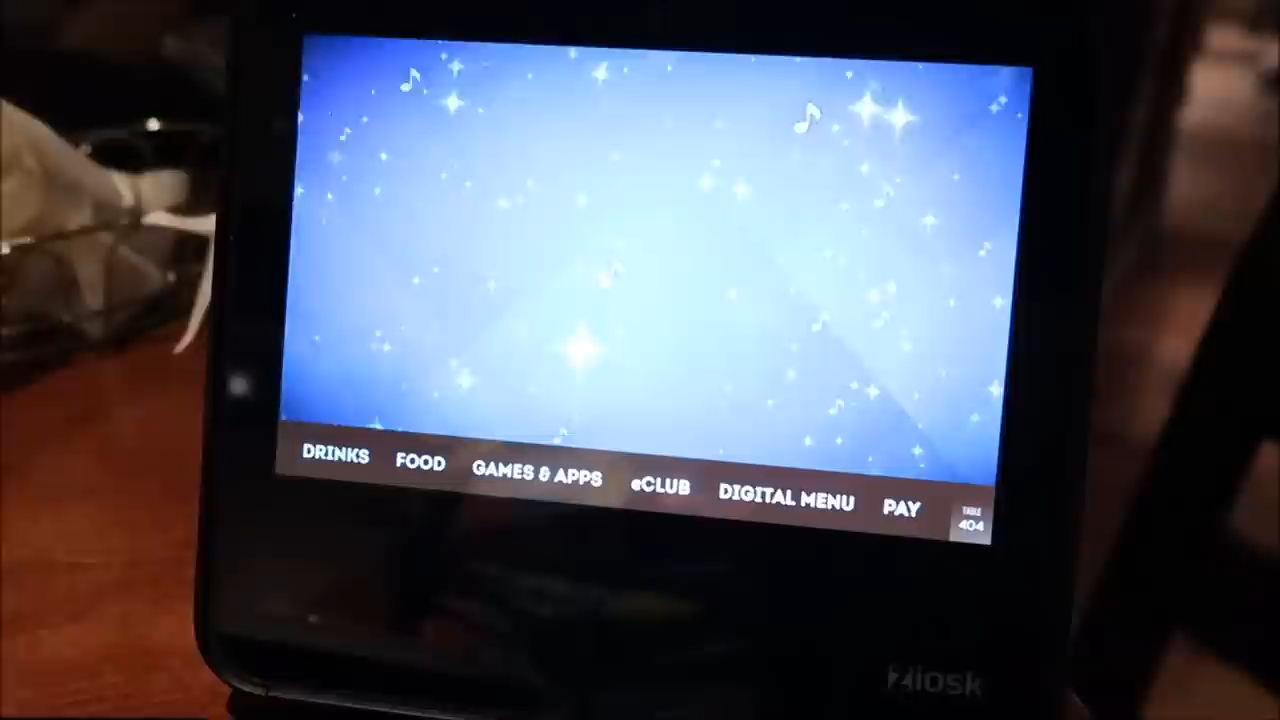 DRINKS FOOD GAMES & APPS eCLUB DIGITAL MENU PAY
TABLE
404
Ziosk